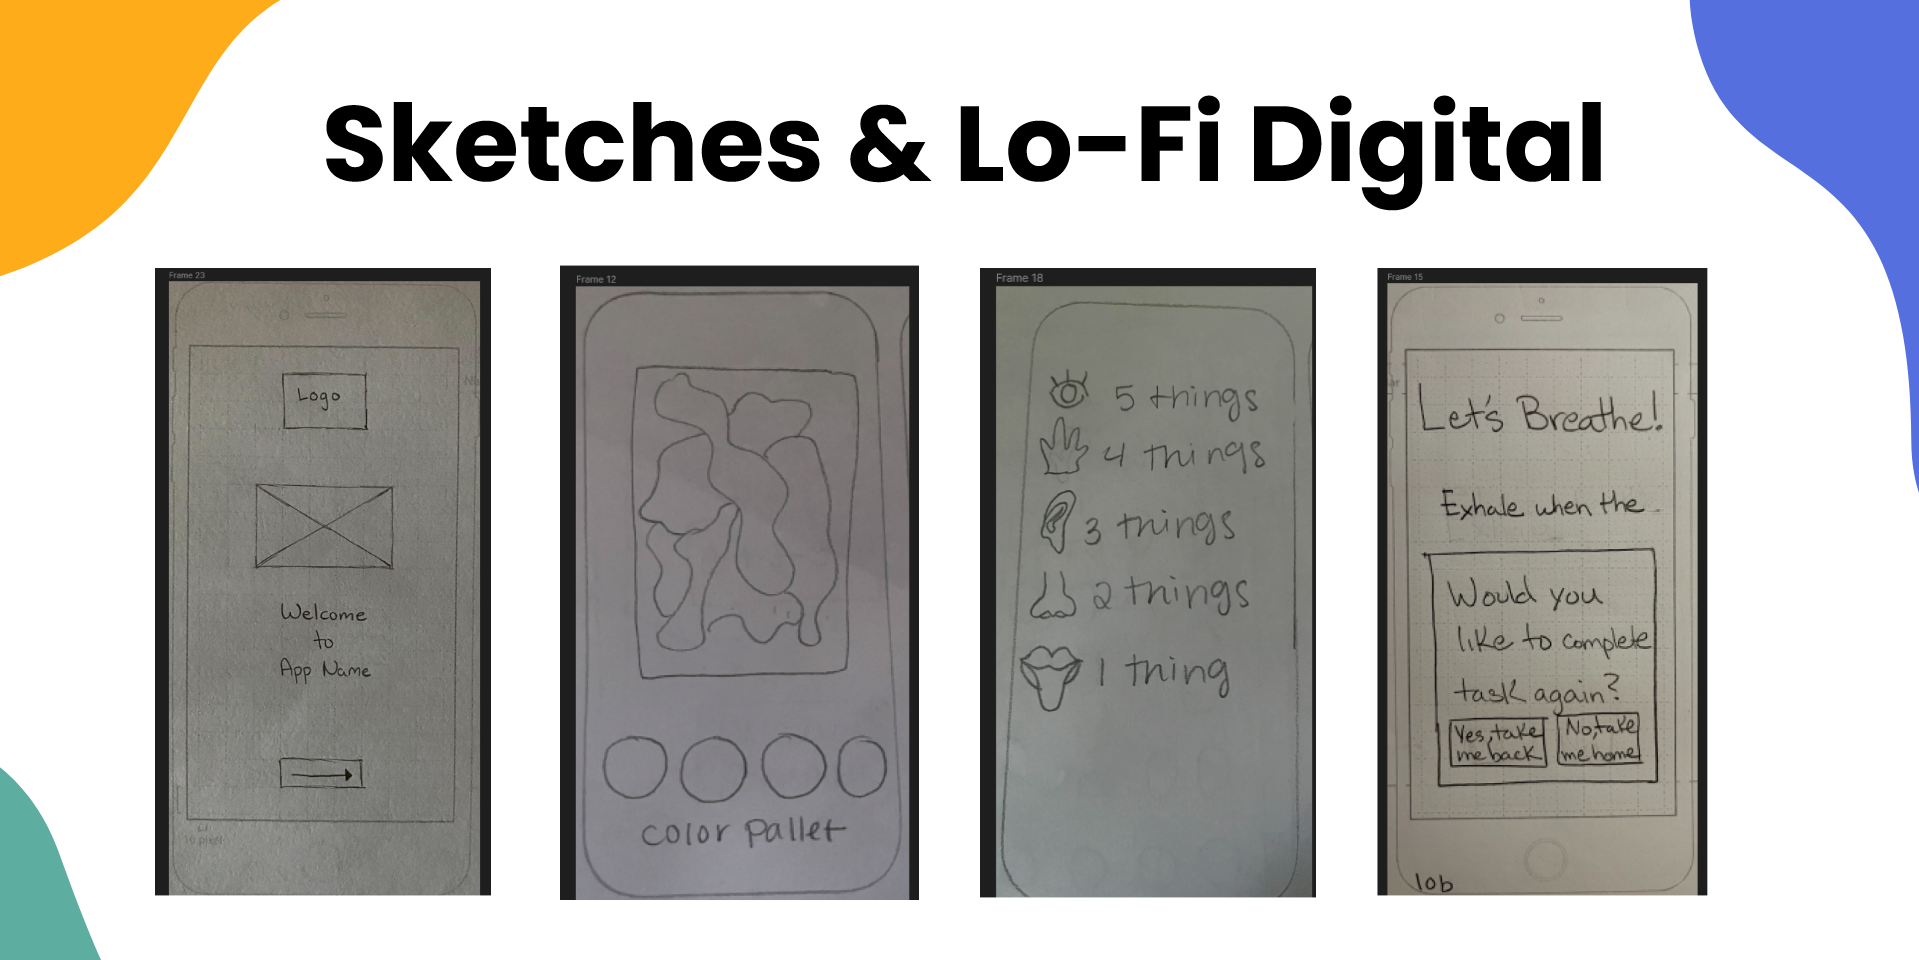 Sketches & Lo-Fi Digital
Frame 23
Logo
Welcome
to
App Name
Frame 12
color pallet
Frame 18
5 things
4 things
3 things
2 things
1 thing
Frame 15
Let's Breathe!
Exhale when the
Would you
like to complete
task again?
Yes, take
me back
No, take
me home
10b